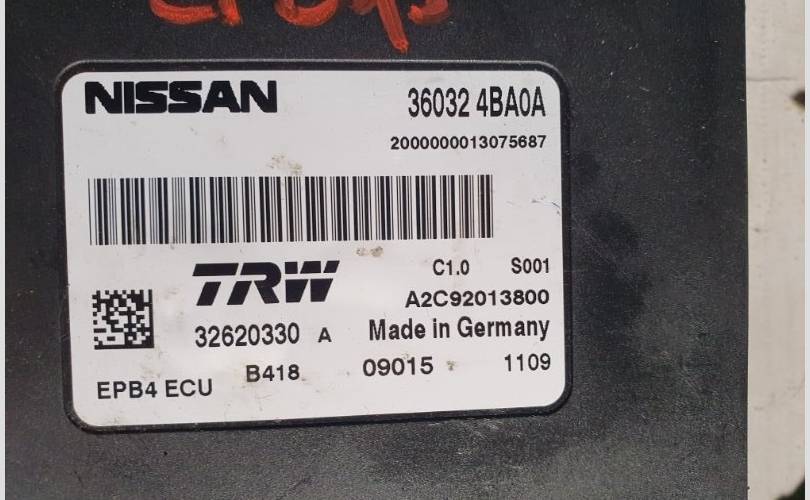 NISSAN 36032 4BA0A
2000000013075687
TRW C1.0 S001
A2C92013800
32620330 A Made in Germany
EPB4 ECU B418 09015 1109